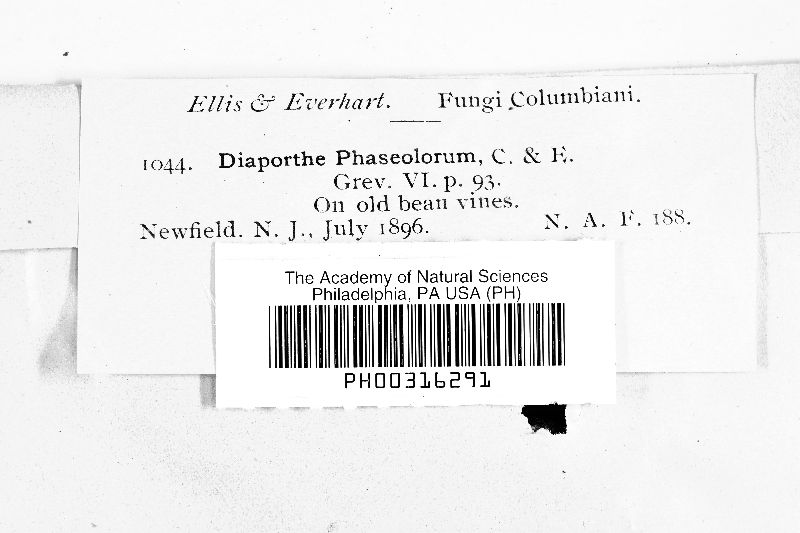 Ellis & Everhart. Fungi Columbiani.
1044. Diaporthe Phaseolorum, C. & E.
Grev. VI. p. 93.
On old bean vines.
Newfield. N. J., July 1896. N. A. F. 188.
The Academy of Natural Sciences
Philadelphia, PA USA (PH)
PH00316291